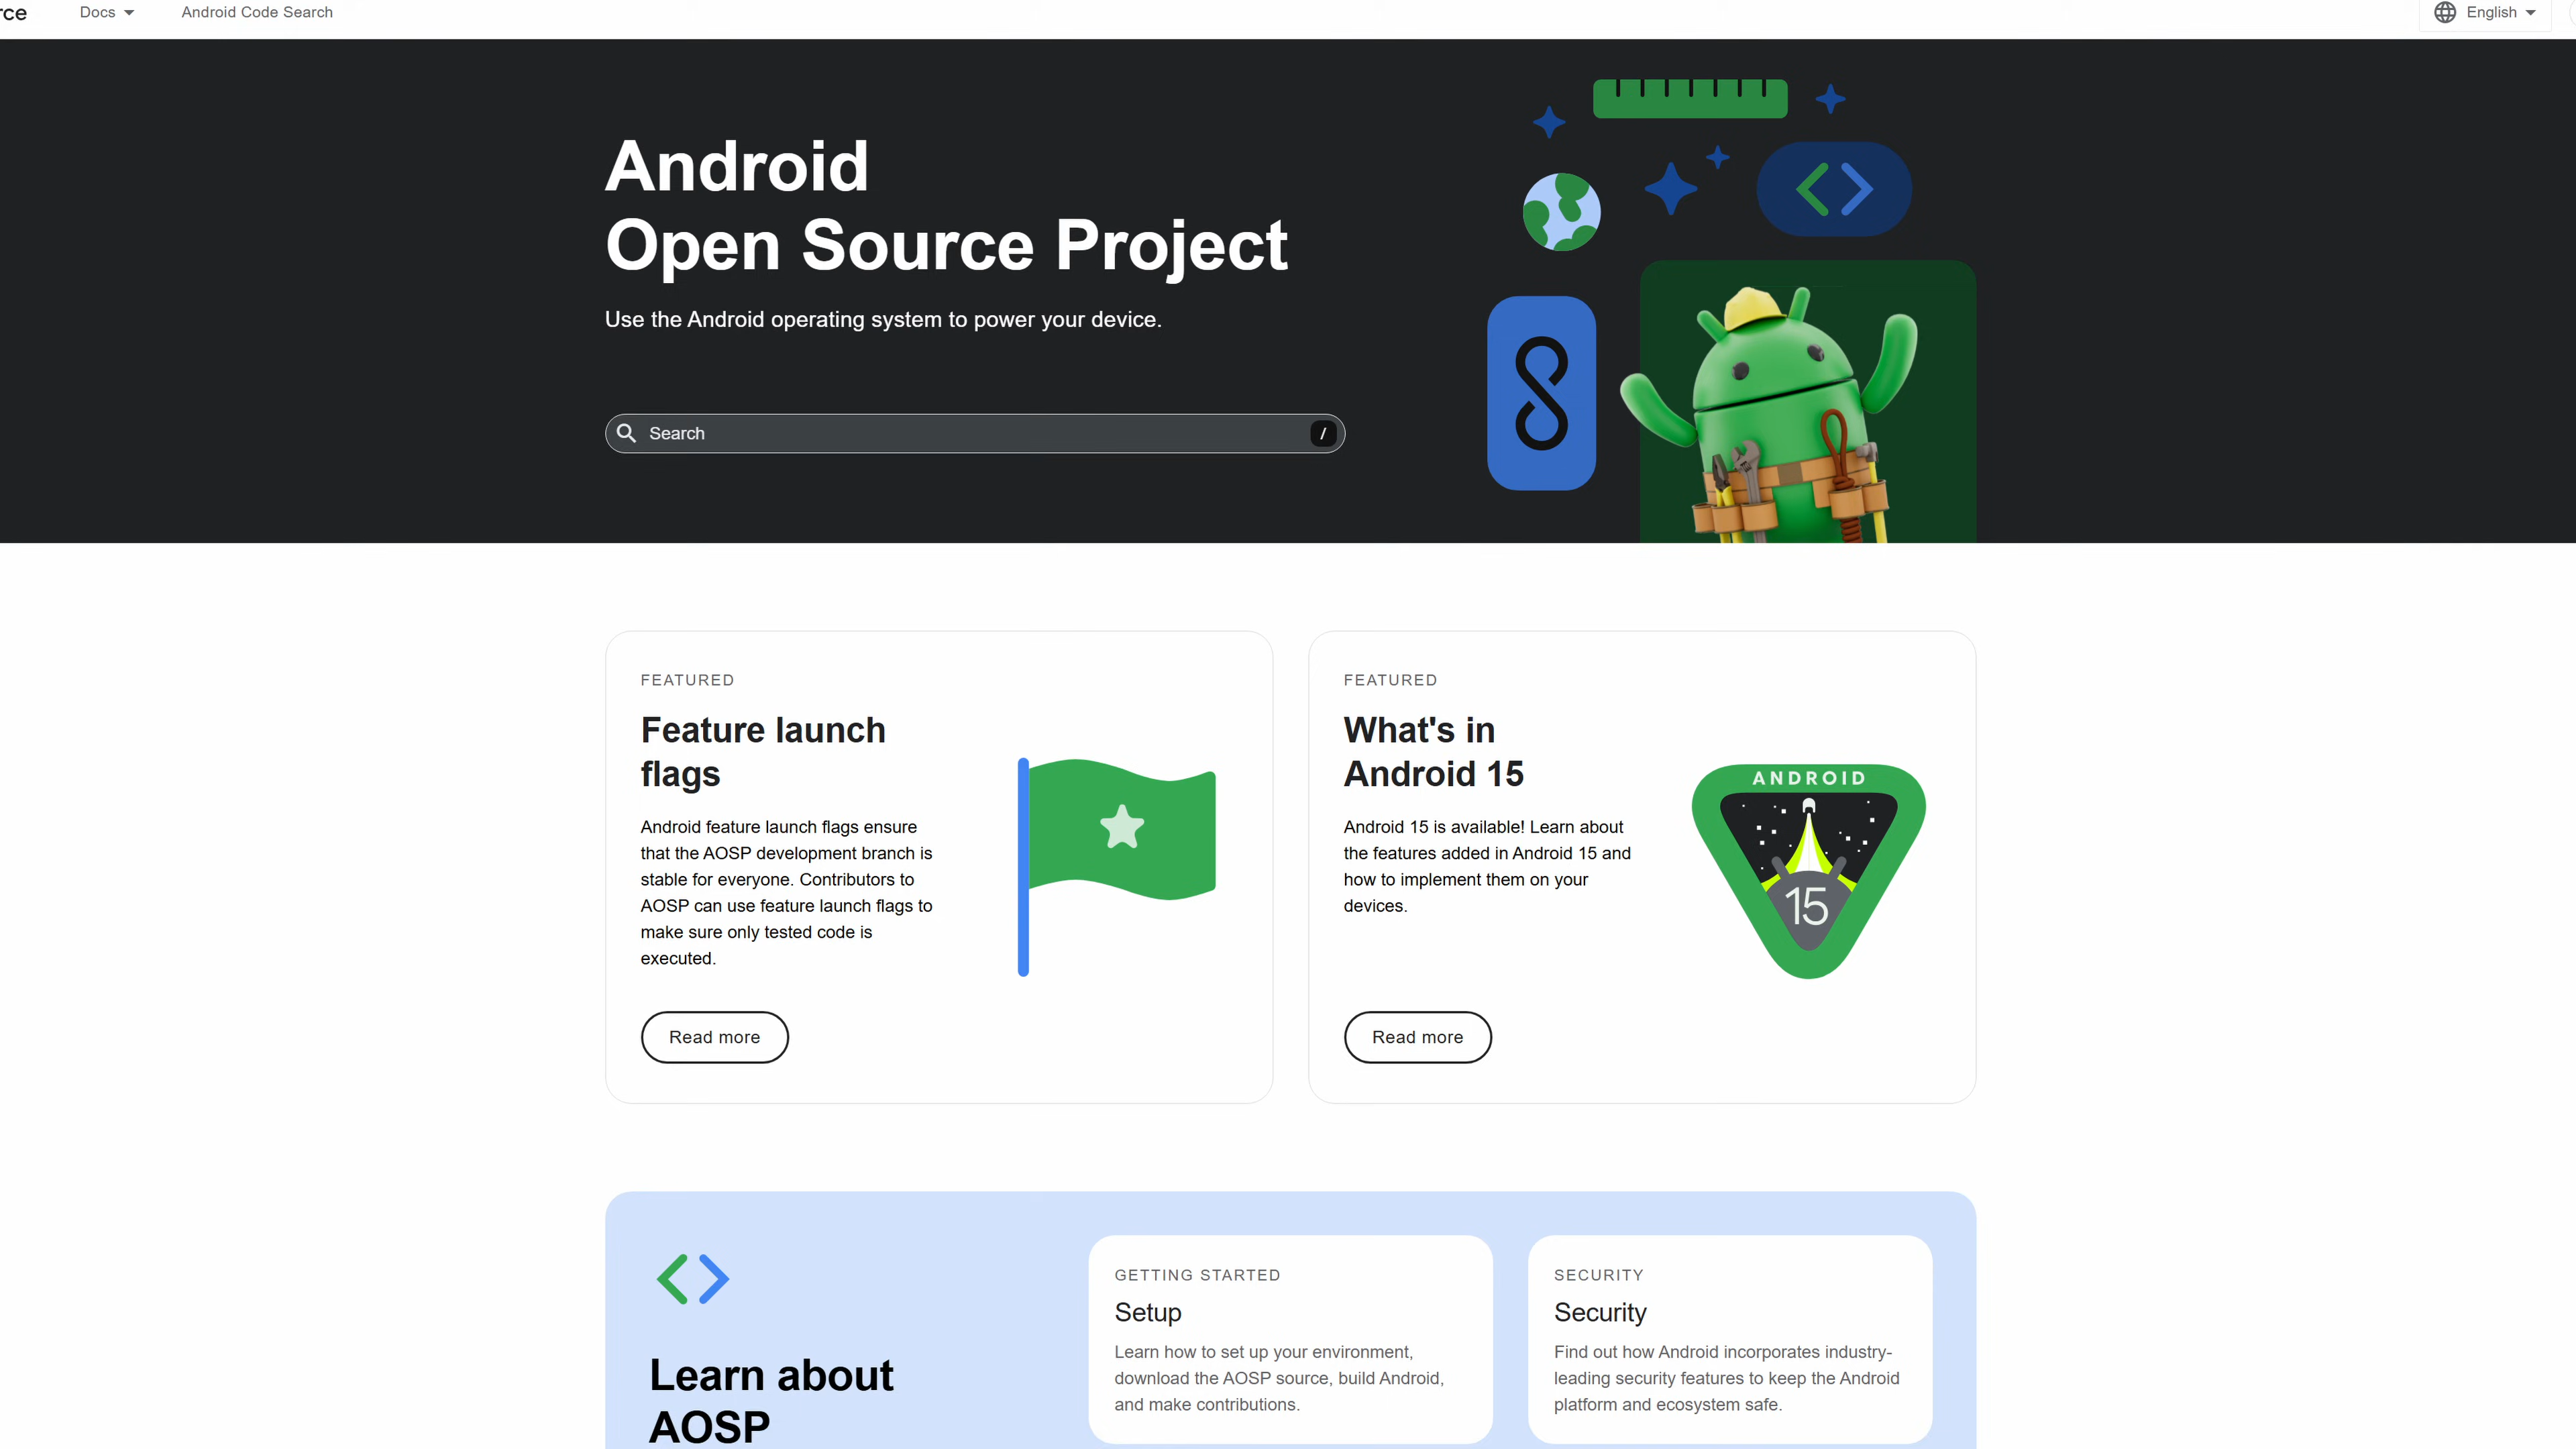 rce
Docs
Android Code Search
English
Android
Open Source Project
Use the Android operating system to power your device.
Search
/
FEATURED
Feature launch
flags
Android feature launch flags ensure
that the AOSP development branch is
stable for everyone. Contributors to
AOSP can use feature launch flags to
make sure only tested code is
executed.
Read more
FEATURED
What's in
Android 15
Android 15 is available! Learn about
the features added in Android 15 and
how to implement them on your
devices.
Read more
ANDROID
15
Learn about
AOSP
GETTING STARTED
Setup
Learn how to set up your environment,
download the AOSP source, build Android,
and make contributions.
SECURITY
Security
Find out how Android incorporates industry-
leading security features to keep the Android
platform and ecosystem safe.